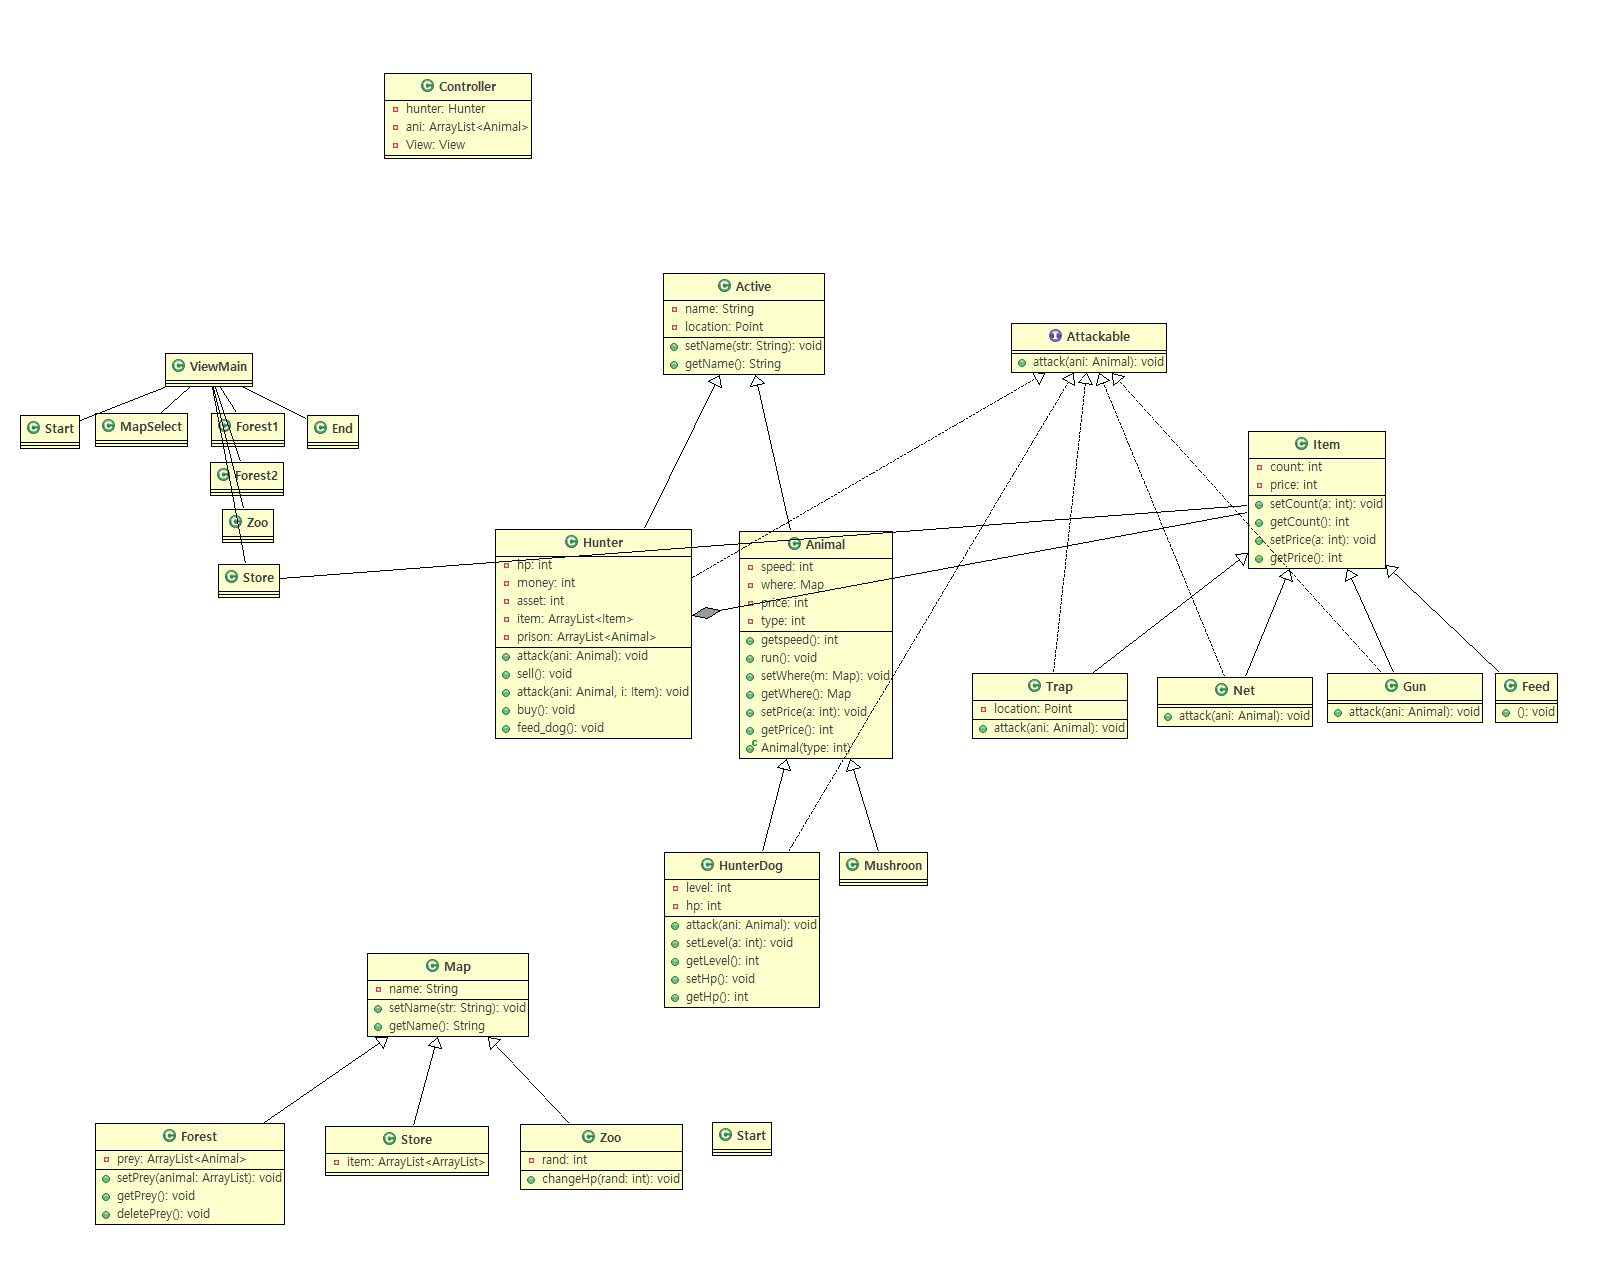 Controller
hunter: Hunter
ani: ArrayList<Animal>
View: View
Active
name: String
location: Point
setName(str: String): void
getName(): String
Attackable
attack(ani: Animal): void
ViewMain
Start
MapSelect
Forest1
End
Forest2
Zoo
Store
Item
count: int
price: int
setCount(a: int): void
getCount(): int
setPrice(a: int): void
getPrice(): int
Hunter
hp: int
money: int
asset: int
item: ArrayList<Item>
prison: ArrayList<Animal>
attack(ani: Animal): void
sell(): void
attack(ani: Animal, i: Item): void
buy(): void
feed_dog(): void
Animal
speed: int
where: Map
price: int
type: int
getspeed(): int
run(): void
setWhere(m: Map): void
getWhere(): Map
setPrice(a: int): void
getPrice(): int
Animal(type: int)
Trap
location: Point
attack(ani: Animal): void
Net
attack(ani: Animal): void
Gun
attack(ani: Animal): void
Feed
(): void
HunterDog
level: int
hp: int
attack(ani: Animal): void
setLevel(a: int): void
getLevel(): int
setHp(): void
getHp(): int
Mushroon
Map
name: String
setName(str: String): void
getName(): String
Forest
prey: ArrayList<Animal>
setPrey(animal: ArrayList): void
getPrey(): void
deletePrey(): void
Store
item: ArrayList<ArrayList>
Zoo
rand: int
changeHp(rand: int): void
Start